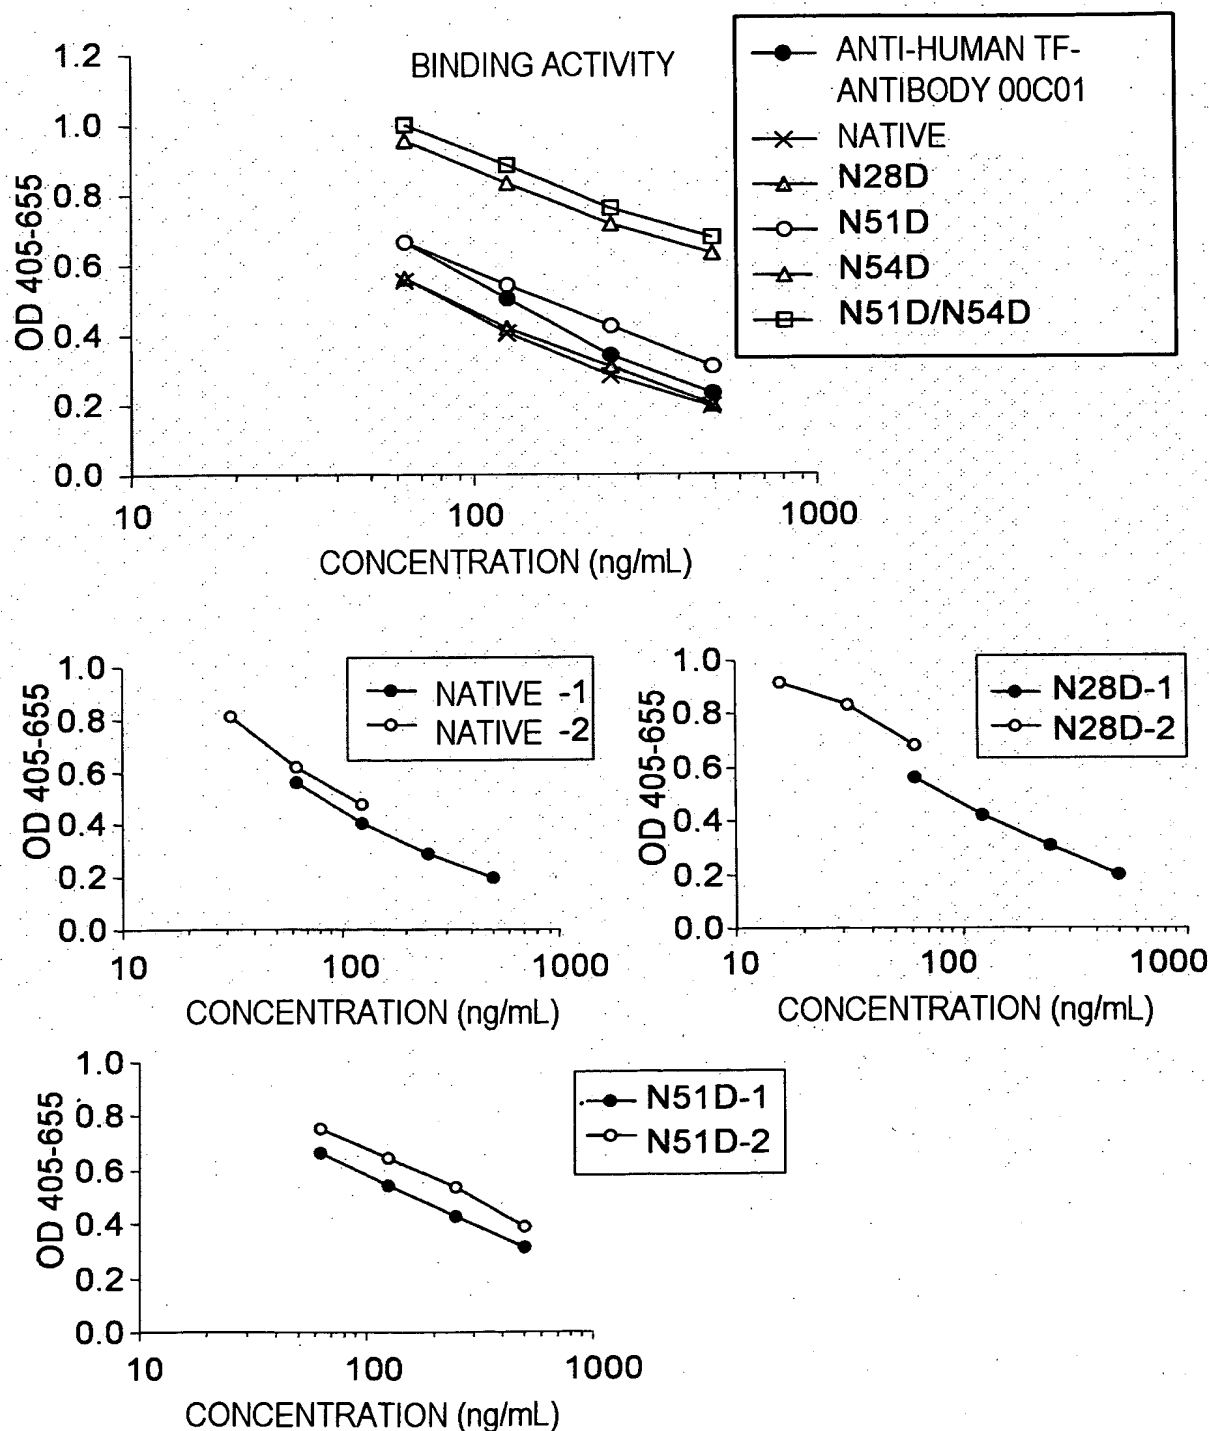 BINDING ACTIVITY
1.2
1.0
0.8
0.6
0.4
0.2
0.0
OD 405-655
10
100
1000
CONCENTRATION (ng/mL)
ANTI-HUMAN TF-
ANTIBODY 00C01
NATIVE
N28D
N51D
N54D
N51D/N54D
1.0
0.8
0.6
0.4
0.2
0.0
OD 405-655
10
100
1000
CONCENTRATION (ng/mL)
NATIVE -1
NATIVE -2
1.0
0.8
0.6
0.4
0.2
0.0
OD 405-655
10
100
1000
CONCENTRATION (ng/mL)
N28D-1
N28D-2
1.0
0.8
0.6
0.4
0.2
0.0
OD 405-655
10
100
1000
CONCENTRATION (ng/mL)
N51D-1
N51D-2